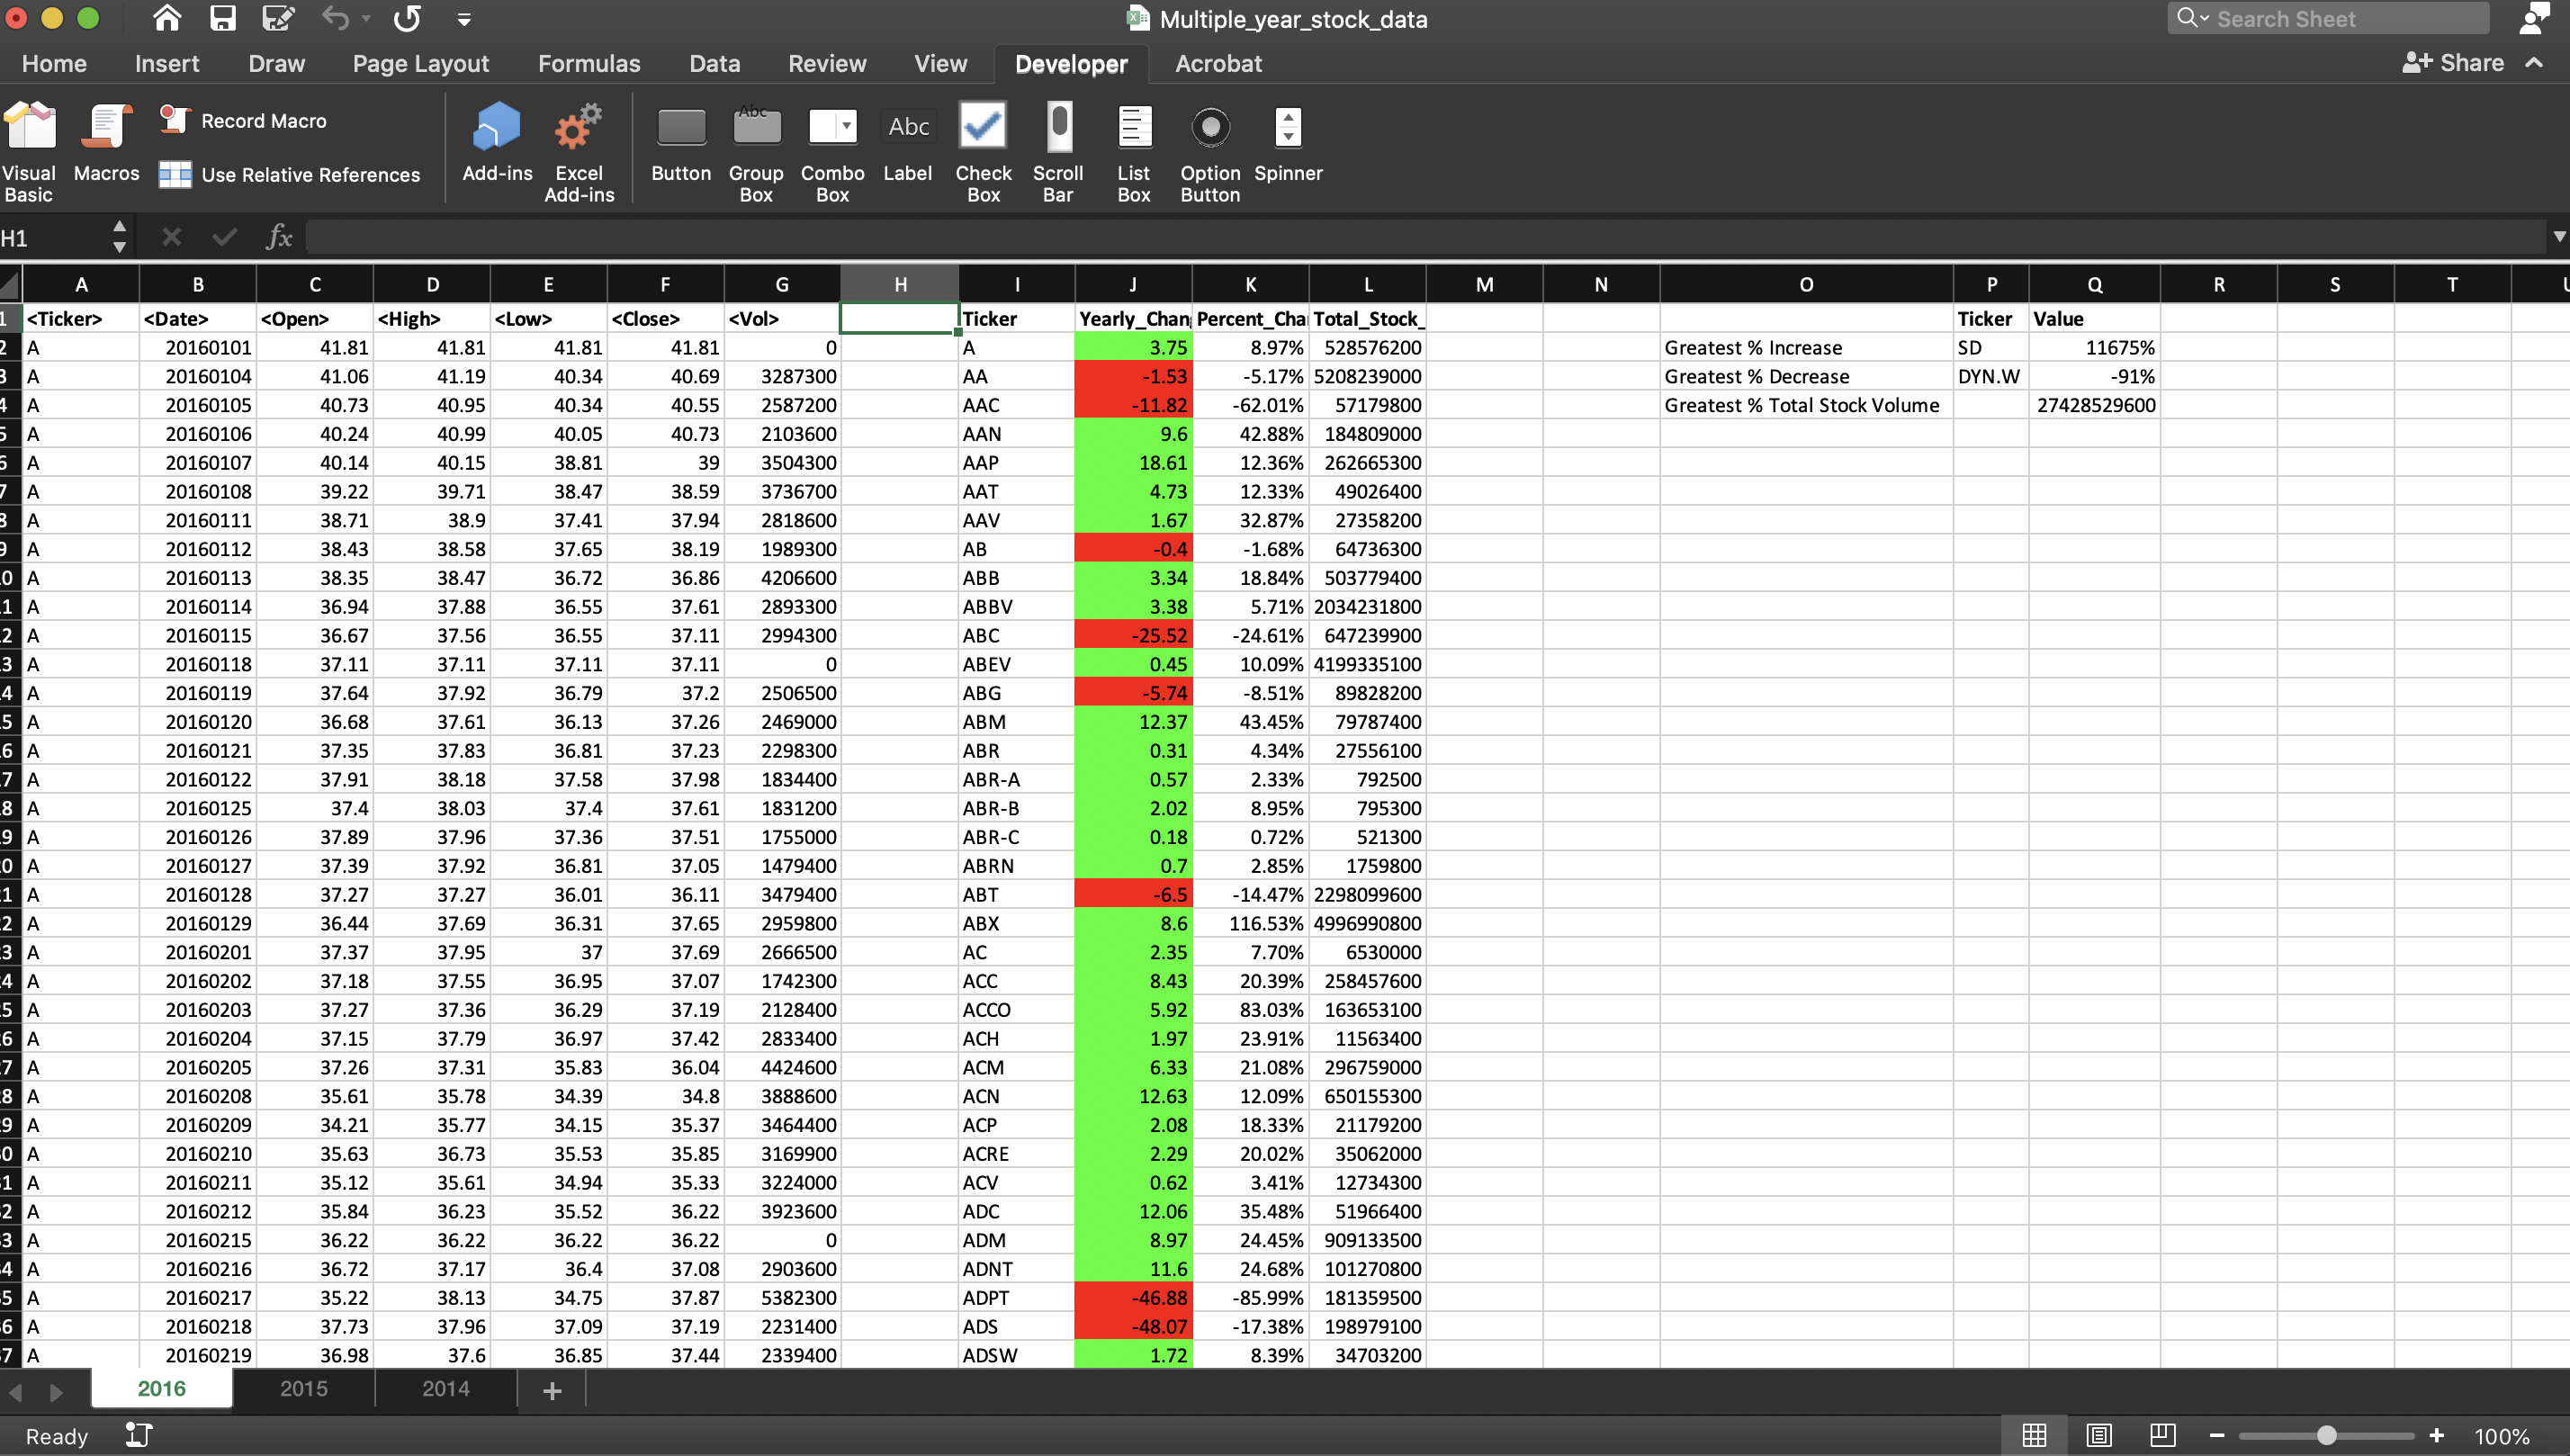 Multiple_year_stock_data
Search Sheet
Home Insert Draw Page Layout Formulas Data Review View Developer Acrobat Share
Visual Basic
Macros
Record Macro
Use Relative References
Add-ins
Excel Add-ins
Button
Group Box
Combo Box
Abc
Label
Check Box
Scroll Bar
List Box
Option Button
Spinner
H1 fx
A B C D E F G H I J K L M N O P Q R S T
1 <Ticker> <Date> <Open> <High> <Low> <Close> <Vol> Ticker Yearly_Chan Percent_Cha Total_Stock_ Ticker Value
2 A 20160101 41.81 41.81 41.81 41.81 0 A 3.75 8.97% 528576200 Greatest % Increase SD 11675%
3 A 20160104 41.06 41.19 40.34 40.69 3287300 AA -1.53 -5.17% 5208239000 Greatest % Decrease DYN.W -91%
4 A 20160105 40.73 40.95 40.34 40.55 2587200 AAC -11.82 -62.01% 57179800 Greatest % Total Stock Volume 27428529600
5 A 20160106 40.24 40.99 40.05 40.73 2103600 AAN 9.6 42.88% 184809000
6 A 20160107 40.14 40.15 38.81 39 3504300 AAP 18.61 12.36% 262665300
7 A 20160108 39.22 39.71 38.47 38.59 3736700 AAT 4.73 12.33% 49026400
8 A 20160111 38.71 38.9 37.41 37.94 2818600 AAV 1.67 32.87% 27358200
9 A 20160112 38.43 38.58 37.65 38.19 1989300 AB -0.4 -1.68% 64736300
0 A 20160113 38.35 38.47 36.72 36.86 4206600 ABB 3.34 18.84% 503779400
1 A 20160114 36.94 37.88 36.55 37.61 2893300 ABBV 3.38 5.71% 2034231800
2 A 20160115 36.67 37.56 36.55 37.11 2994300 ABC -25.52 -24.61% 647239900
3 A 20160118 37.11 37.11 37.11 37.11 0 ABEV 0.45 10.09% 4199335100
4 A 20160119 37.64 37.92 36.79 37.2 2506500 ABG -5.74 -8.51% 89828200
5 A 20160120 36.68 37.61 36.13 37.26 2469000 ABM 12.37 43.45% 79787400
6 A 20160121 37.35 37.83 36.81 37.23 2298300 ABR 0.31 4.34% 27556100
7 A 20160122 37.91 38.18 37.58 37.98 1834400 ABR-A 0.57 2.33% 792500
8 A 20160125 37.4 38.03 37.4 37.61 1831200 ABR-B 2.02 8.95% 795300
9 A 20160126 37.89 37.96 37.36 37.51 1755000 ABR-C 0.18 0.72% 521300
0 A 20160127 37.39 37.92 36.81 37.05 1479400 ABRN 0.7 2.85% 1759800
1 A 20160128 37.27 37.27 36.01 36.11 3479400 ABT -6.5 -14.47% 2298099600
2 A 20160129 36.44 37.69 36.31 37.65 2959800 ABX 8.6 116.53% 4996990800
3 A 20160201 37.37 37.95 37 37.69 2666500 AC 2.35 7.70% 6530000
4 A 20160202 37.18 37.55 36.95 37.07 1742300 ACC 8.43 20.39% 258457600
5 A 20160203 37.27 37.36 36.29 37.19 2128400 ACCO 5.92 83.03% 163653100
6 A 20160204 37.15 37.79 36.97 37.42 2833400 ACH 1.97 23.91% 11563400
7 A 20160205 37.26 37.31 35.83 36.04 4424600 ACM 6.33 21.08% 296759000
8 A 20160208 35.61 35.78 34.39 34.8 3888600 ACN 12.63 12.09% 650155300
9 A 20160209 34.21 35.77 34.15 35.37 3464400 ACP 2.08 18.33% 21179200
0 A 20160210 35.63 36.73 35.53 35.85 3169900 ACRE 2.29 20.02% 35062000
1 A 20160211 35.12 35.61 34.94 35.33 3224000 ACV 0.62 3.41% 12734300
2 A 20160212 35.84 36.23 35.52 36.22 3923600 ADC 12.06 35.48% 51966400
3 A 20160215 36.22 36.22 36.22 36.22 0 ADM 8.97 24.45% 909133500
4 A 20160216 36.72 37.17 36.4 37.08 2903600 ADNT 11.6 24.68% 101270800
5 A 20160217 35.22 38.13 34.75 37.87 5382300 ADPT -46.88 -85.99% 181359500
6 A 20160218 37.73 37.96 37.09 37.19 2231400 ADS -48.07 -17.38% 198979100
7 A 20160219 36.98 37.6 36.85 37.44 2339400 ADSW 1.72 8.39% 34703200
2016 2015 2014 +
Ready 100%